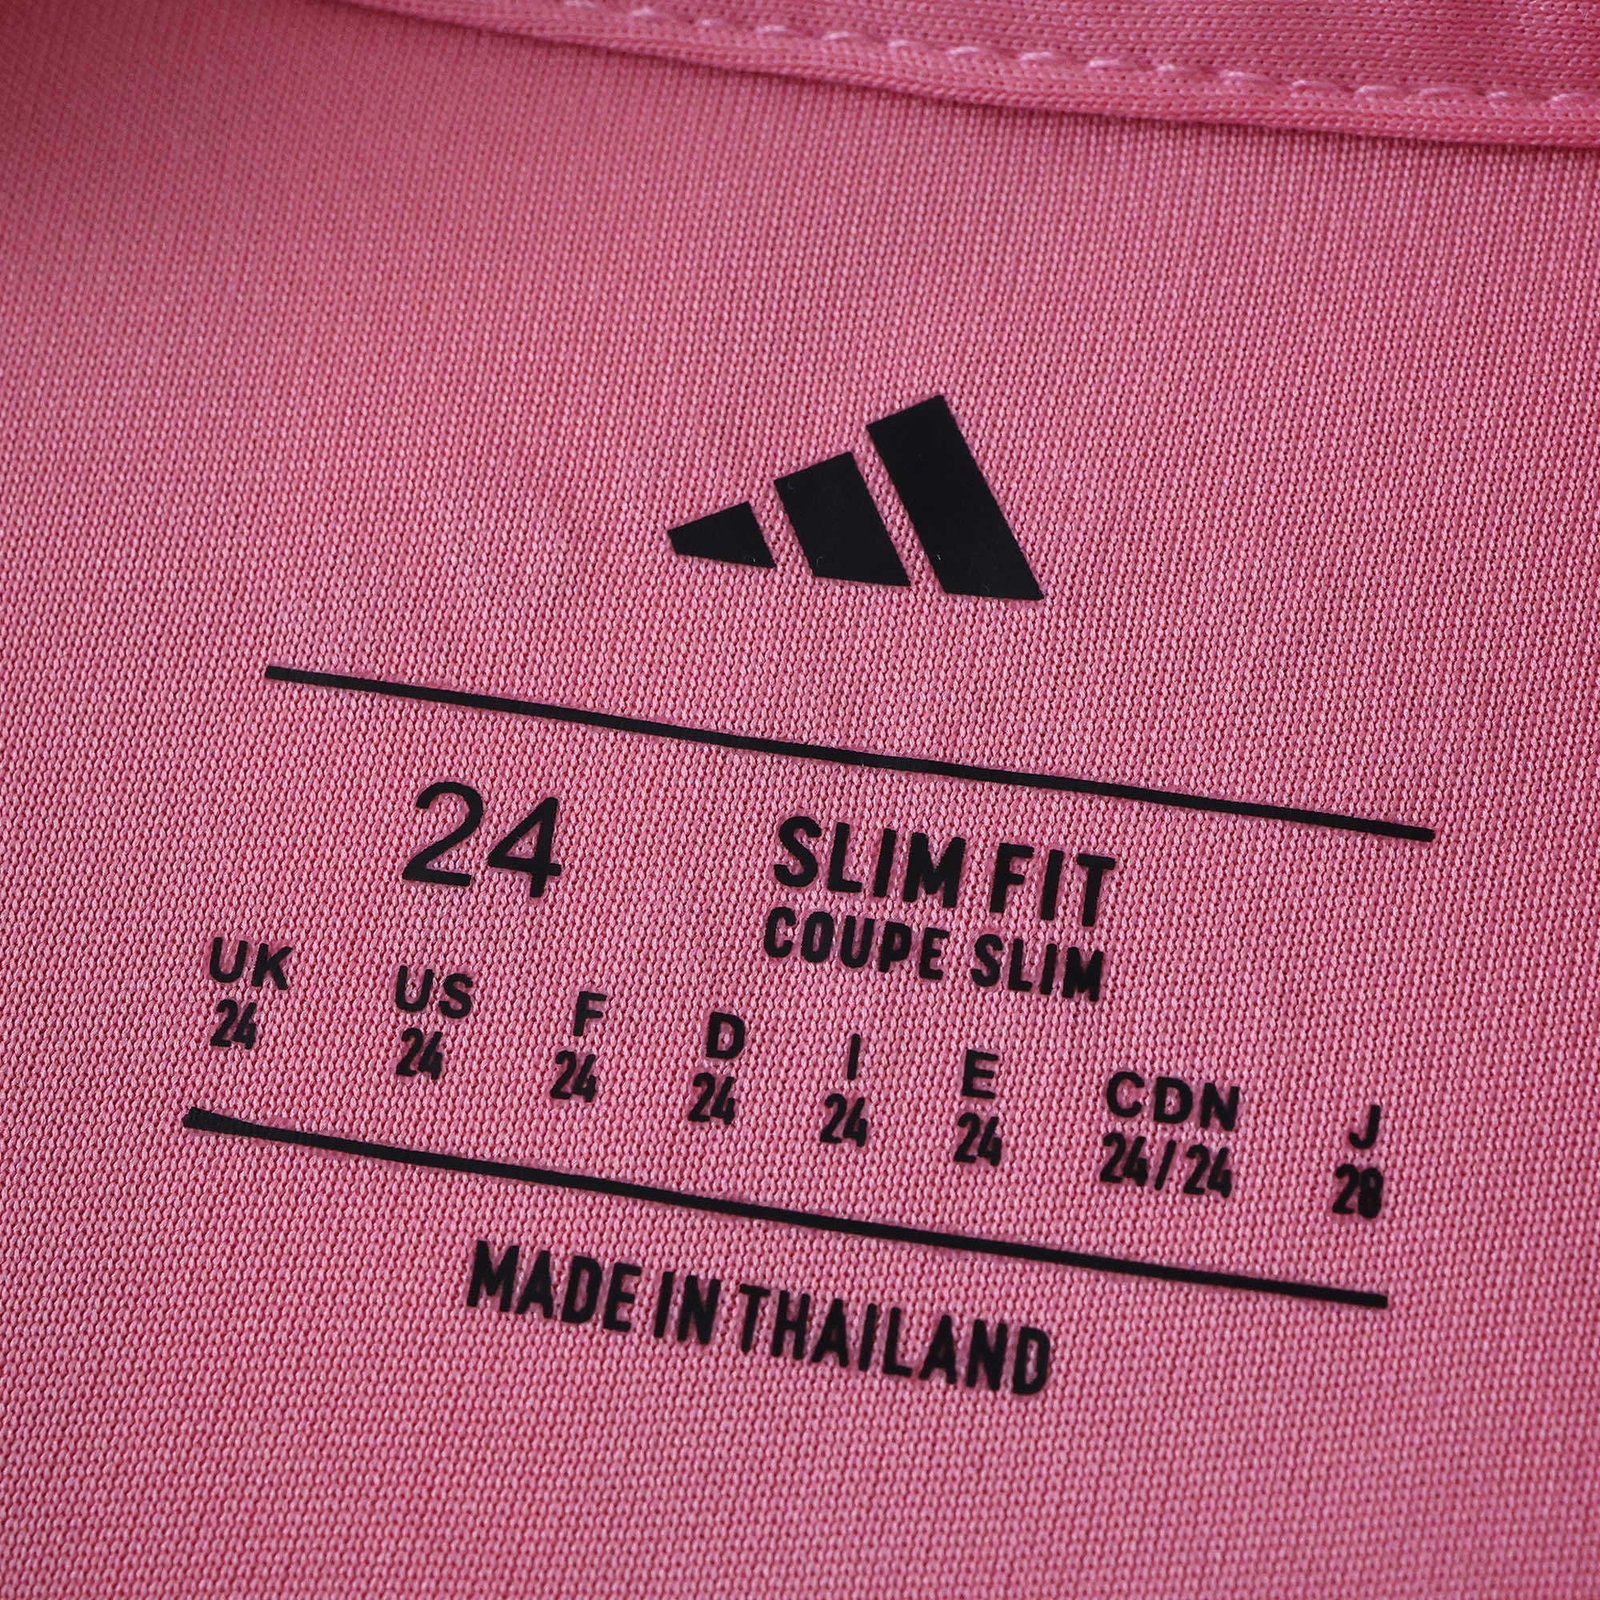 24 SLIM FIT
COUPE SLIM
UK US F D I E CDN J
24 24 24 24 24 24 24/24 28
MADE IN THAILAND